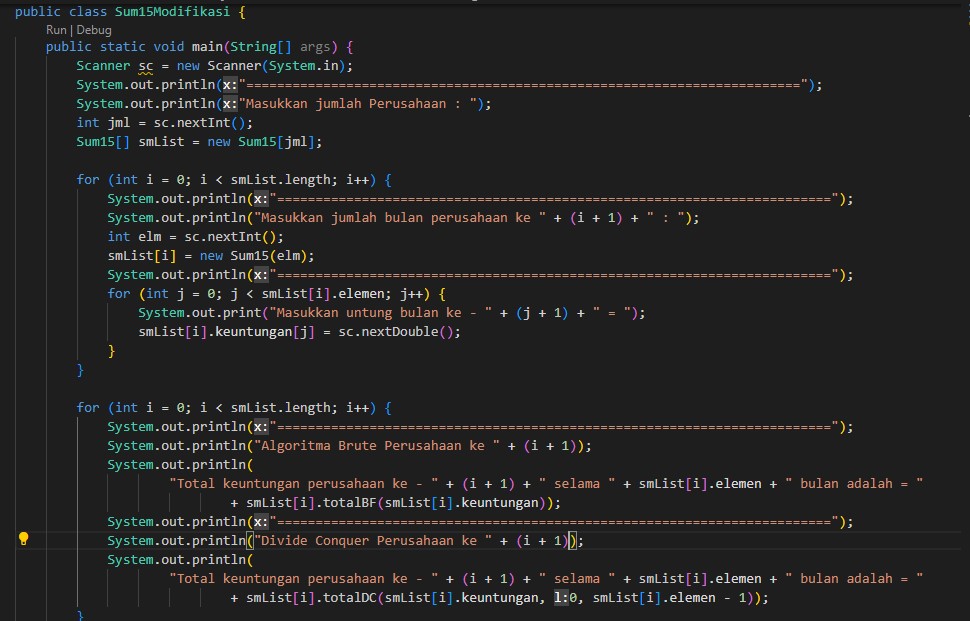 public class Sum15Modifikasi {
Run | Debug
public static void main(String[] args) {
Scanner sc = new Scanner(System.in);
System.out.println(x:"========================================================================");
System.out.println(x:"Masukkan jumlah Perusahaan : ");
int jml = sc.nextInt();
Sum15[] smList = new Sum15[jml];
for (int i = 0; i < smList.length; i++) {
System.out.println(x:"========================================================================");
System.out.println("Masukkan jumlah bulan perusahaan ke " + (i + 1) + " : ");
int elm = sc.nextInt();
smList[i] = new Sum15(elm);
System.out.println(x:"========================================================================");
for (int j = 0; j < smList[i].elemen; j++) {
System.out.print("Masukkan untung bulan ke - " + (j + 1) + " = ");
smList[i].keuntungan[j] = sc.nextDouble();
}
}
for (int i = 0; i < smList.length; i++) {
System.out.println(x:"========================================================================");
System.out.println("Algoritma Brute Perusahaan ke " + (i + 1));
System.out.println(
"Total keuntungan perusahaan ke - " + (i + 1) + " selama " + smList[i].elemen + " bulan adalah = "
+ smList[i].totalBF(smList[i].keuntungan));
System.out.println(x:"========================================================================");
System.out.println("Divide Conquer Perusahaan ke " + (i + 1));
System.out.println(
"Total keuntungan perusahaan ke - " + (i + 1) + " selama " + smList[i].elemen + " bulan adalah = "
+ smList[i].totalDC(smList[i].keuntungan, l:0, smList[i].elemen - 1));
}